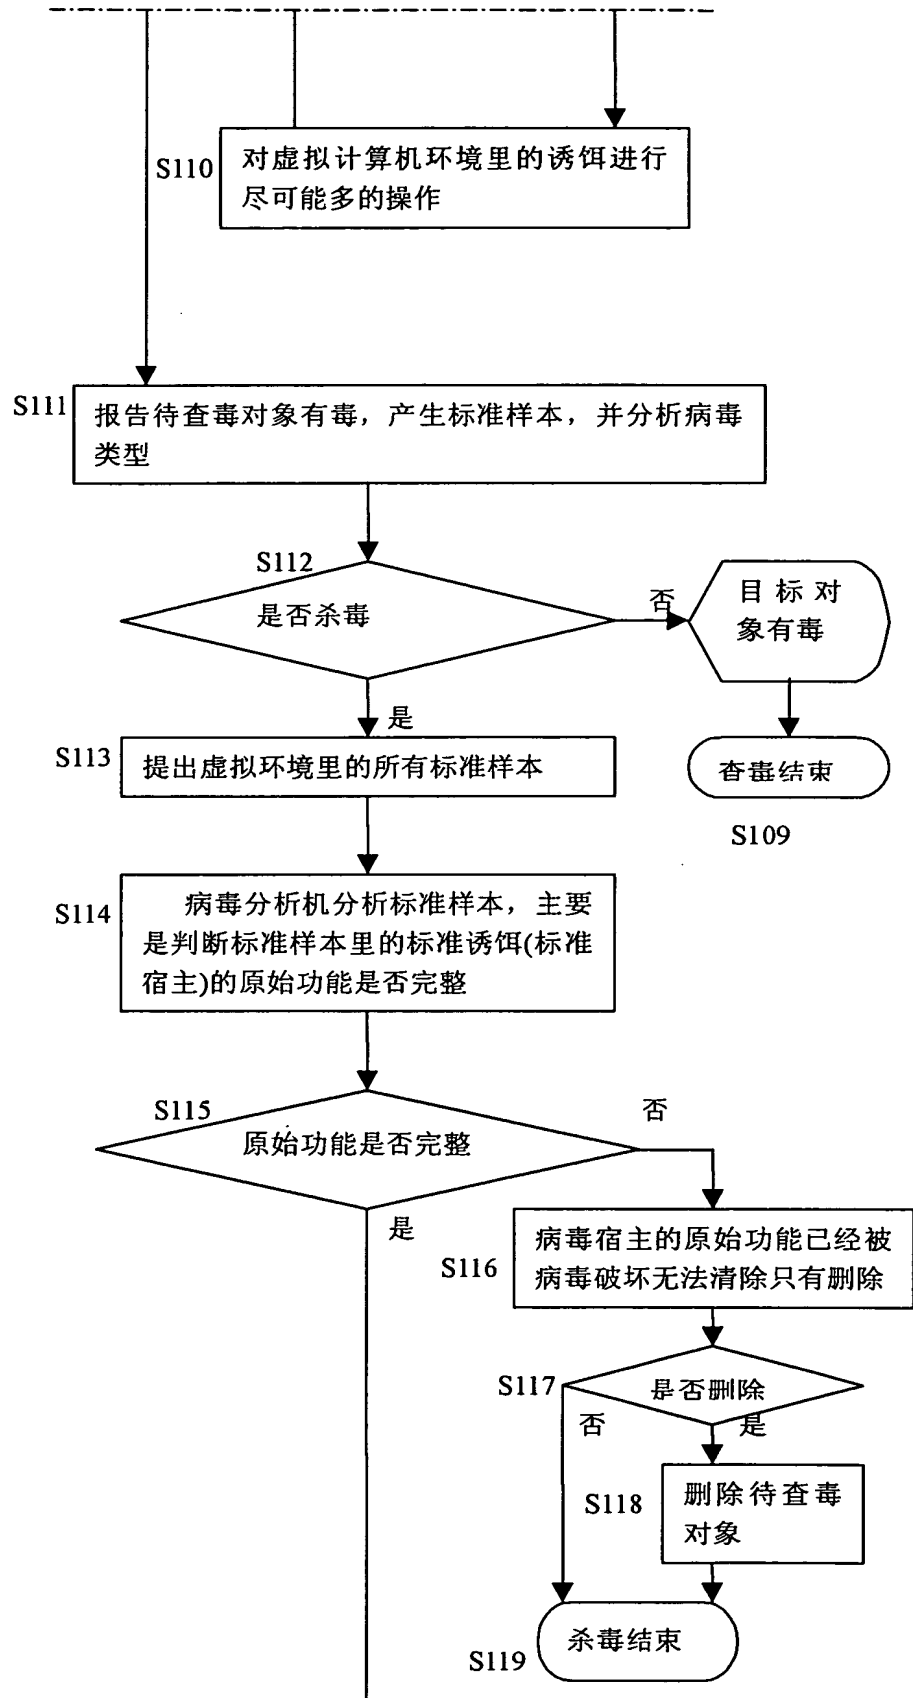 S110
对虚拟计算机环境里的诱饵进行
尽可能多的操作
S111
报告待查毒对象有毒，产生标准样本，并分析病毒
类型
S112
是否杀毒
否
目标对
象有毒
是
S113
提出虚拟环境里的所有标准样本
查毒结束
S109
S114
病毒分析机分析标准样本，主要
是判断标准样本里的标准诱饵(标准
宿主)的原始功能是否完整
S115
原始功能是否完整
否
是
S116
病毒宿主的原始功能已经被
病毒破坏无法清除只有删除
S117
是否删除
否
是
S118
删除待查毒
对象
杀毒结束
S119